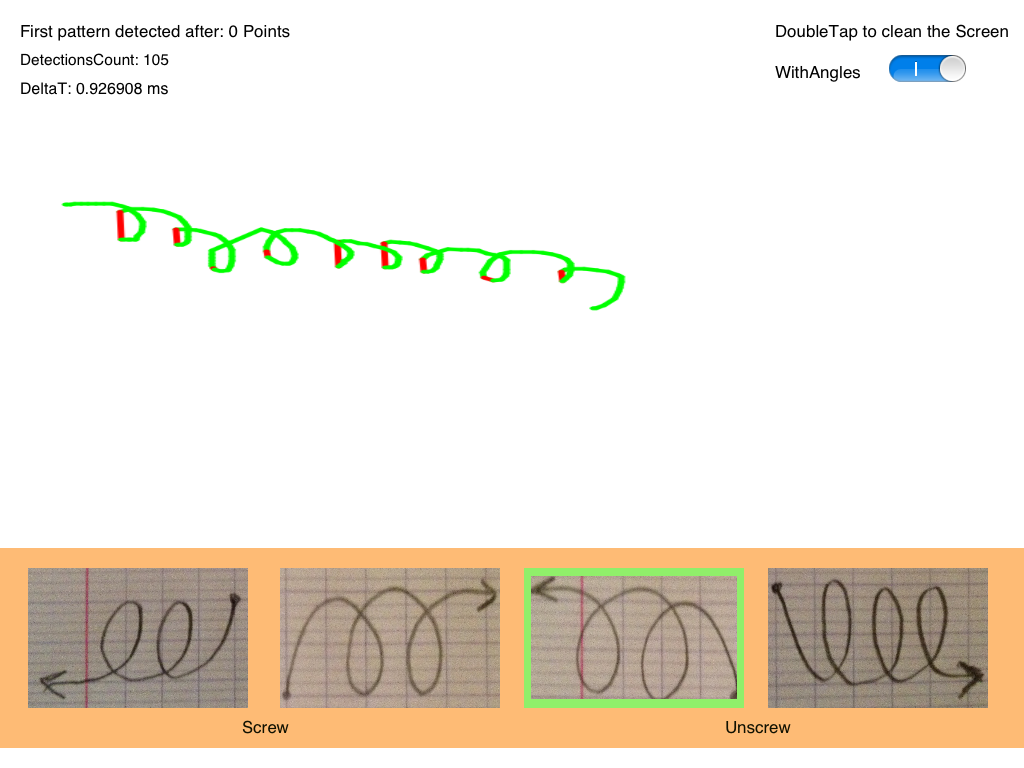 First pattern detected after: 0 Points
DetectionsCount: 105
DeltaT: 0.926908 ms
DoubleTap to clean the Screen
WithAngles
Screw
Unscrew